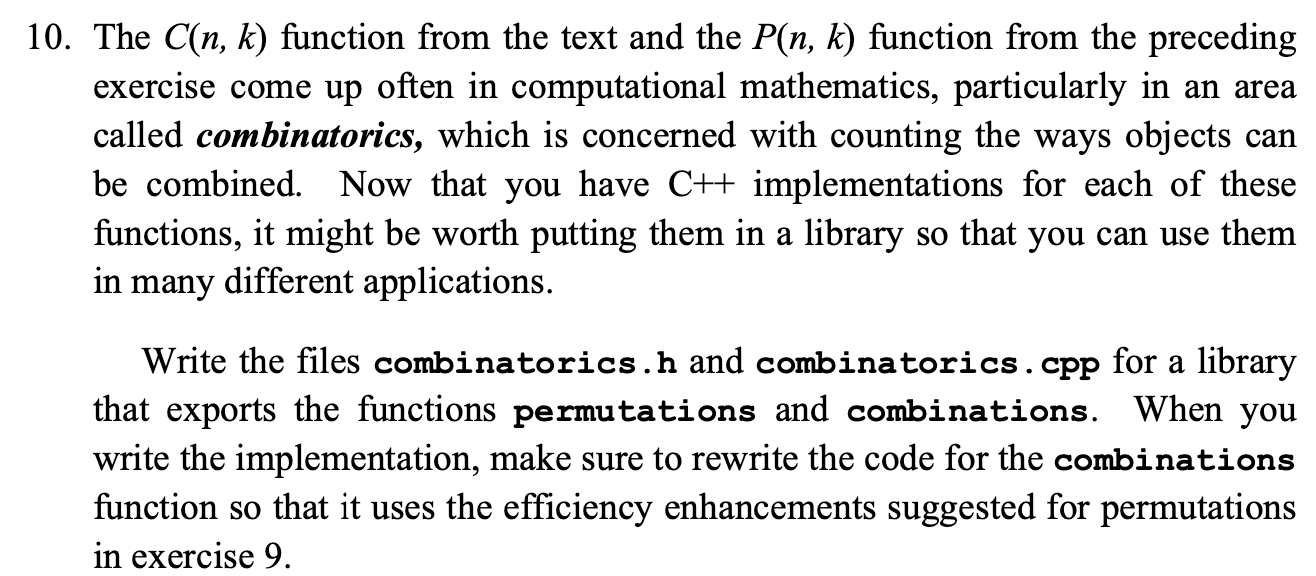 10. The C(n, k) function from the text and the P(n, k) function from the preceding
exercise come up often in computational mathematics, particularly in an area
called combinatorics, which is concerned with counting the ways objects can
be combined. Now that you have C++ implementations for each of these
functions, it might be worth putting them in a library so that you can use them
in many different applications.
Write the files combinatorics.h and combinatorics.cpp for a library
that exports the functions permutations and combinations. When you
write the implementation, make sure to rewrite the code for the combinations
function so that it uses the efficiency enhancements suggested for permutations
in exercise 9.